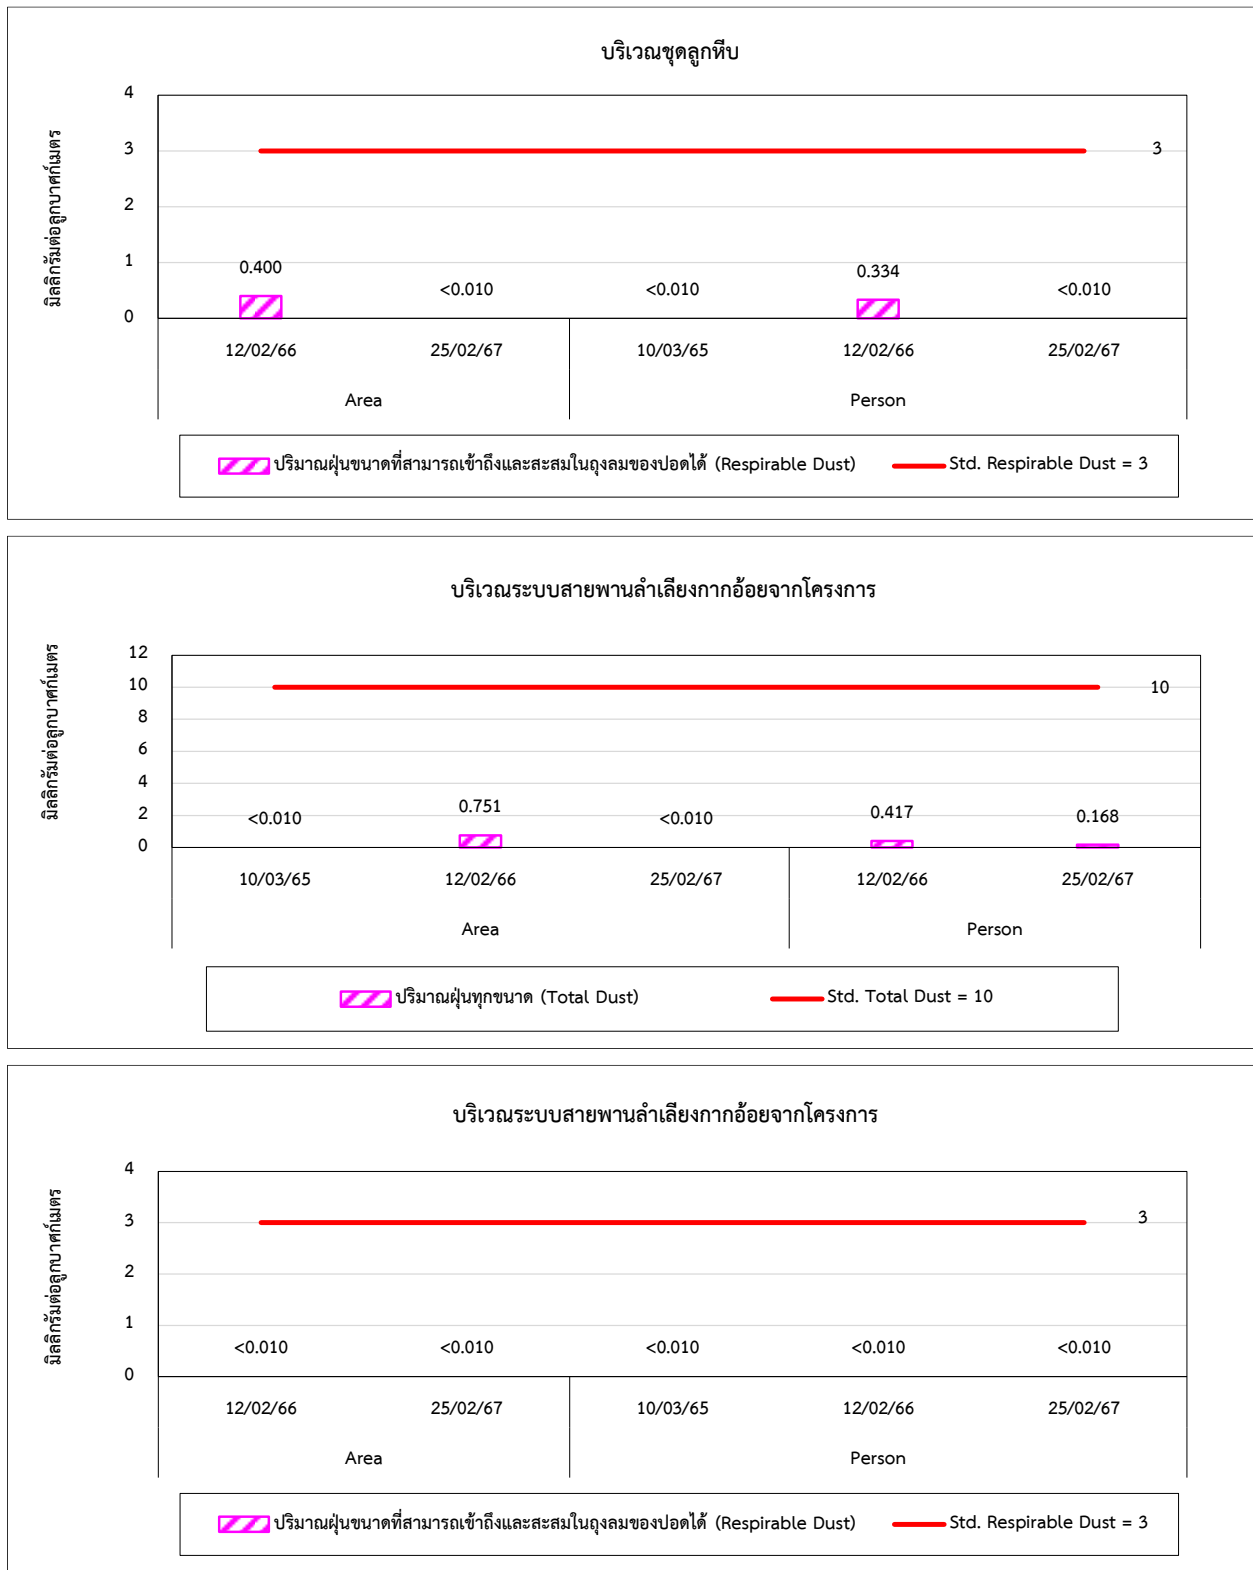 บริเวณชุดลูกหีบ
มิลลิกรัมต่อลูกบาศก์เมตร
4
3
2
1
0
3
0.400
<0.010
<0.010
0.334
<0.010
12/02/66
25/02/67
10/03/65
12/02/66
25/02/67
Area
Person
ปริมาณฝุ่นขนาดที่สามารถเข้าถึงและสะสมในถุงลมของปอดได้ (Respirable Dust)
Std. Respirable Dust = 3
บริเวณระบบสายพานลำเลียงกากอ้อยจากโครงการ
มิลลิกรัมต่อลูกบาศก์เมตร
12
10
8
6
4
2
0
10
<0.010
0.751
<0.010
0.417
0.168
10/03/65
12/02/66
25/02/67
12/02/66
25/02/67
Area
Person
ปริมาณฝุ่นทุกขนาด (Total Dust)
Std. Total Dust = 10
บริเวณระบบสายพานลำเลียงกากอ้อยจากโครงการ
มิลลิกรัมต่อลูกบาศก์เมตร
4
3
2
1
0
3
<0.010
<0.010
<0.010
<0.010
<0.010
12/02/66
25/02/67
10/03/65
12/02/66
25/02/67
Area
Person
ปริมาณฝุ่นขนาดที่สามารถเข้าถึงและสะสมในถุงลมของปอดได้ (Respirable Dust)
Std. Respirable Dust = 3